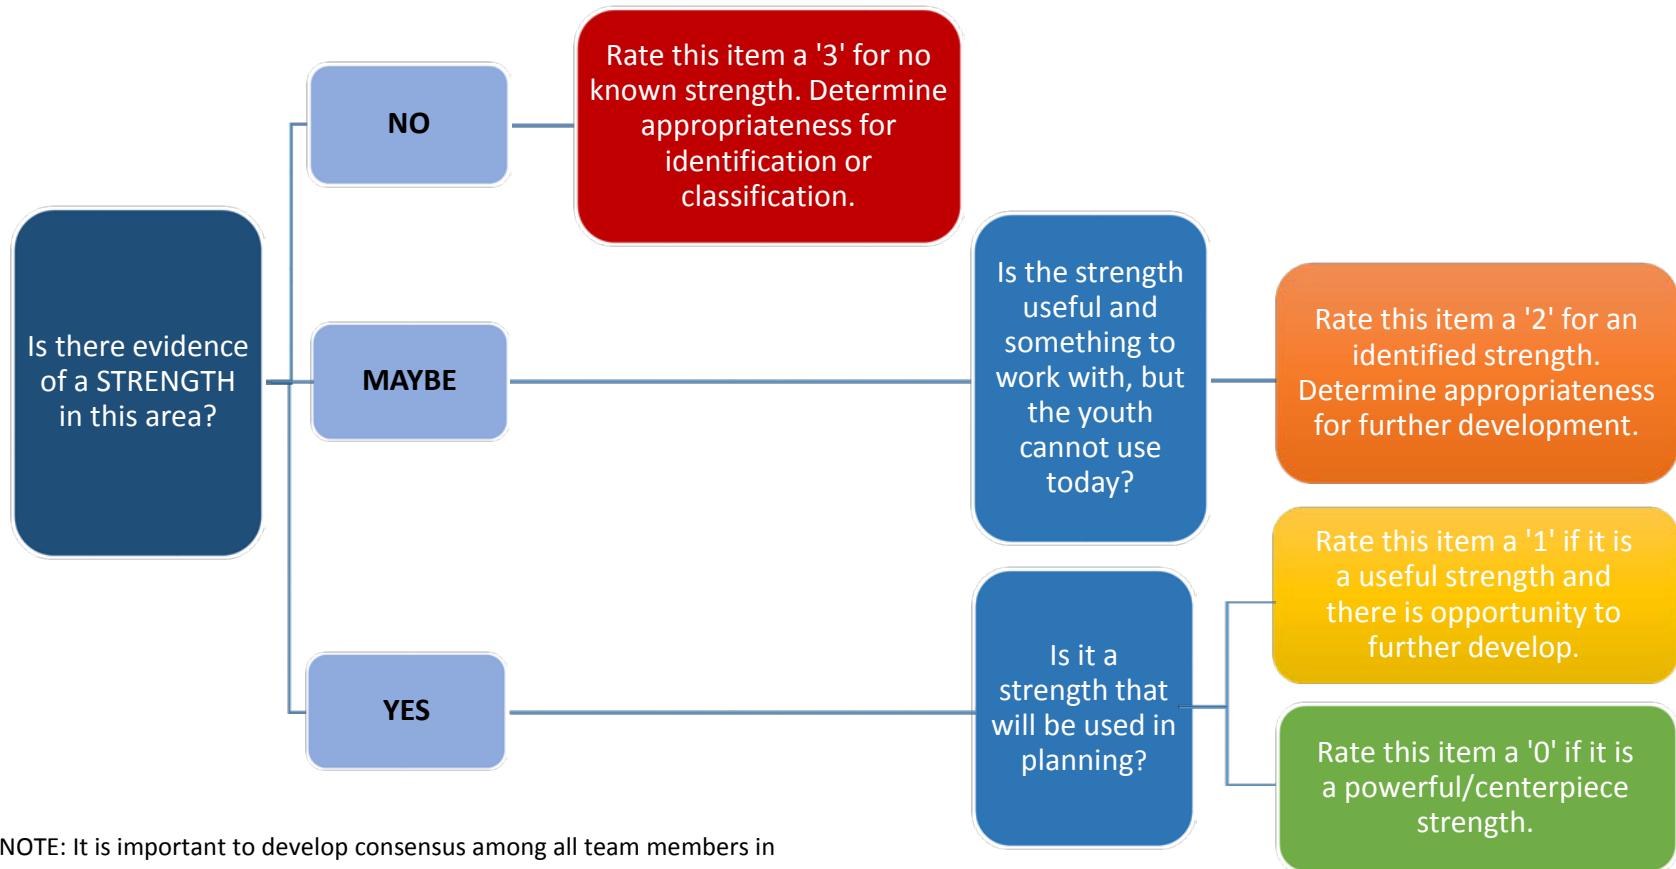 Is there evidence
of a STRENGTH
in this area?
NO
Rate this item a '3' for no
known strength. Determine
appropriateness for
identification or
classification.
MAYBE
Is the strength
useful and
something to
work with, but
the youth
cannot use
today?
Rate this item a '2' for an
identified strength.
Determine appropriateness
for further development.
YES
Is it a
strength that
will be used in
planning?
Rate this item a '1' if it is
a useful strength and
there is opportunity to
further develop.
Rate this item a '0' if it is
a powerful/centerpiece
strength.
NOTE: It is important to develop consensus among all team members in